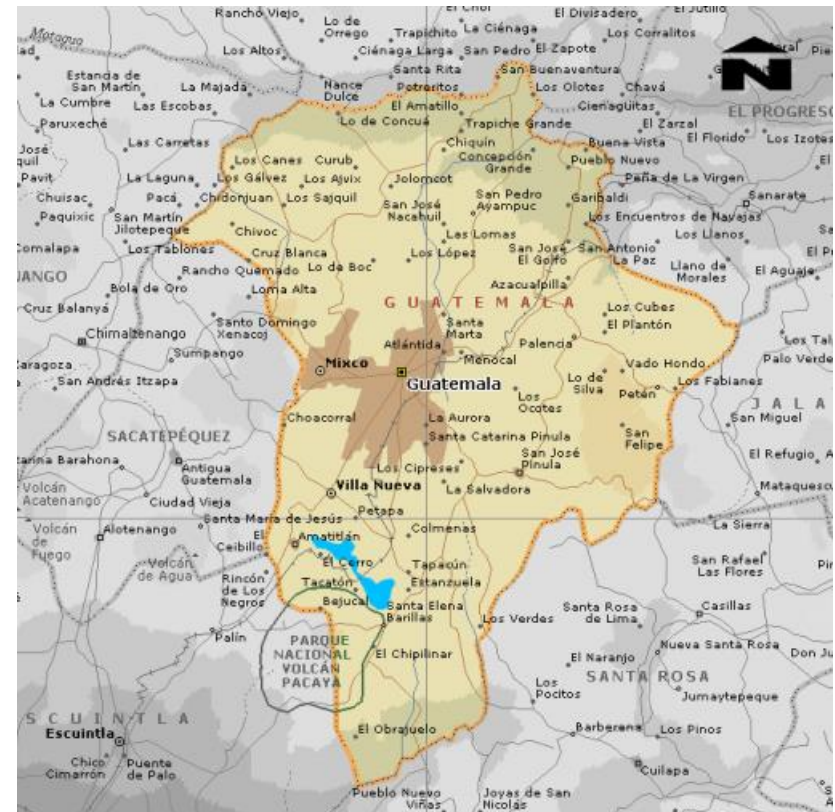 Rancho Viejo
Lo de
Orrego
El Chol
Trapichito
La Ciénaga
El Divisadero
El Jutillo
Los Corralitos
Motagua
Los Altos
Ciénaga Larga
San Pedro
El Zapote
Estancia de
San Martín
La Majada
Nance
Dulce
Santa Rita
Potreritos
San Buenaventura
Los Olotes
Chavá
La Cumbre
Las Escobas
El Amatillo
Cienagüitas
EL PROGRESO
Paruxeché
Lo de Concuá
Trapiche Grande
El Zarzal
El Florido
Los Izotes
Las Carretas
Chiquín
Buena Vista
José
Los Canes
Curub
Concepción
Grande
Pueblo Nuevo
Pavit
La Laguna
Los Gálvez
Los Ajvix
Jolomcot
Peña de La Virgen
Chuisac
Pacá
Chidonjuan
Los Sajquil
San José
Nacahuil
San Pedro
Ayampuc
Garibaldi
Sanarate
Paquixic
San Martín
Jilotepeque
Chivoc
Las Lomas
Los Encuentros de Navajas
Los Llanos
Comalapa
Los Tablones
Cruz Blanca
Los López
San José
El Golfo
San Antonio
La Paz
Rancho Quemado
Lo de Boc
Llano de
Morales
El Aguaje
Bola de Oro
Loma Alta
Azacualpilla
Cruz Balanyá
GUATEMALA
Los Cubes
Santo Domingo
Xenacoj
Santa
Marta
El Plantón
Chimaltenango
Atlántida
Palencia
Sumpango
Menocal
Palo Verde
Zaragoza
Mixco
Guatemala
Lo de
Silva
Vado Hondo
San Andrés Itzapa
Los
Ocotes
Petén
Los Fabianes
JALA
Choacorral
La Aurora
San Miguel
SACATEPÉQUEZ
Santa Catarina Pinula
San
Felipe
Antigua
Guatemala
Los Cipreses
San José
Pinula
El Refugio
Volcán
Acatenango
Ciudad Vieja
Villa Nueva
La Salvadora
Mataquescu
Volcán
de
Fuego
Alotenango
Santa María de Jesús
Petapa
La Sierra
El
Ceibillo
Amatitlán
Colmenas
Volcán
de Agua
El Cerro
Tapacún
San Rafael
Las Flores
Rincón
de Los
Negros
Tacatón
Estanzuela
Bejucal
Santa Elena
Barillas
Los Verdes
Santa Rosa
de Lima
Casillas
Palín
PARQUE
NACIONAL
VOLCÁN
PACAYA
El Chipilinar
El Naranjo
Nueva Santa Rosa
Don Ju
SANTA ROSA
Los
Pocitos
Jumaytepeque
SCUINTLA
Escuintla
El Obrajuelo
Barberena
Los Pinos
Chico
Cimarrón
Puente
de Palo
Cuilapa
Pueblo Nuevo
Viñas
Joyas de San
Nicolás
N